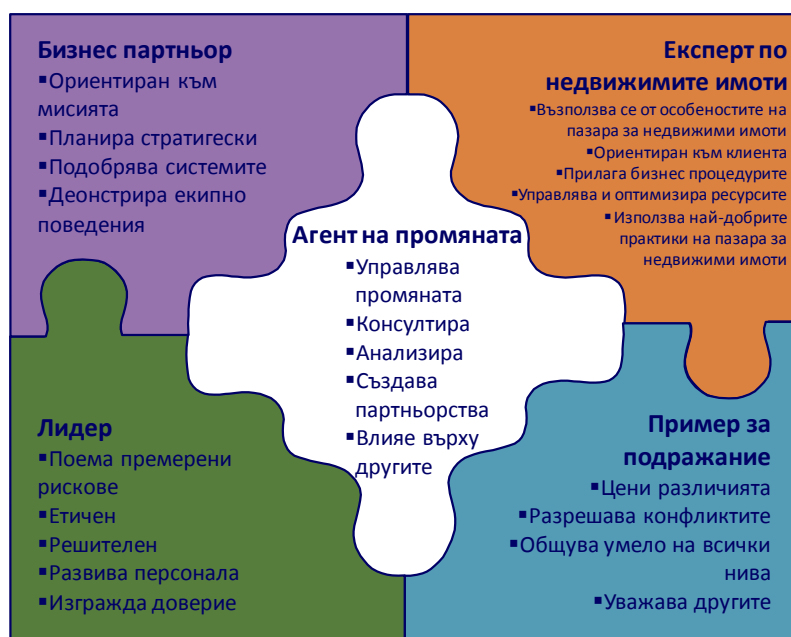 Бизнес партньор
▪Ориентиран към
мисията
▪Планира стратигески
▪Подобрява системите
▪Деонстрира екипно
поведения
Експерт по
недвижимите имоти
▪Възползва се от особеностите на
пазара за недвижими имоти
▪Ориентиран към клиента
▪Прилага бизнес процедурите
▪Управлява и оптимизира ресурсите
▪Използва най-добрите
практики на пазара за
недвижими имоти
Агент на промяната
▪Управлява
промяната
▪Консултира
▪Анализира
▪Създава
партньорства
▪Влияе върху
другите
Лидер
▪Поема премерени
рискове
▪Етичен
▪Решителен
▪Развива персонала
▪Изгражда доверие
Пример за
подражание
▪Цени различията
▪Разрешава конфликтите
▪Общува умело на всички
нива
▪Уважава другите